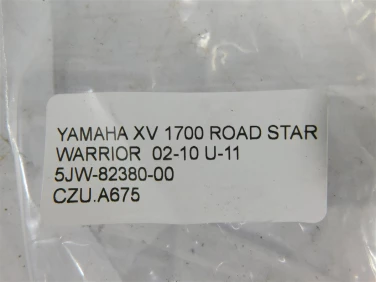 YAMAHA XV 1700 ROAD STAR
WARRIOR 02-10 U-11
5JW-82380-00
CZU.A675